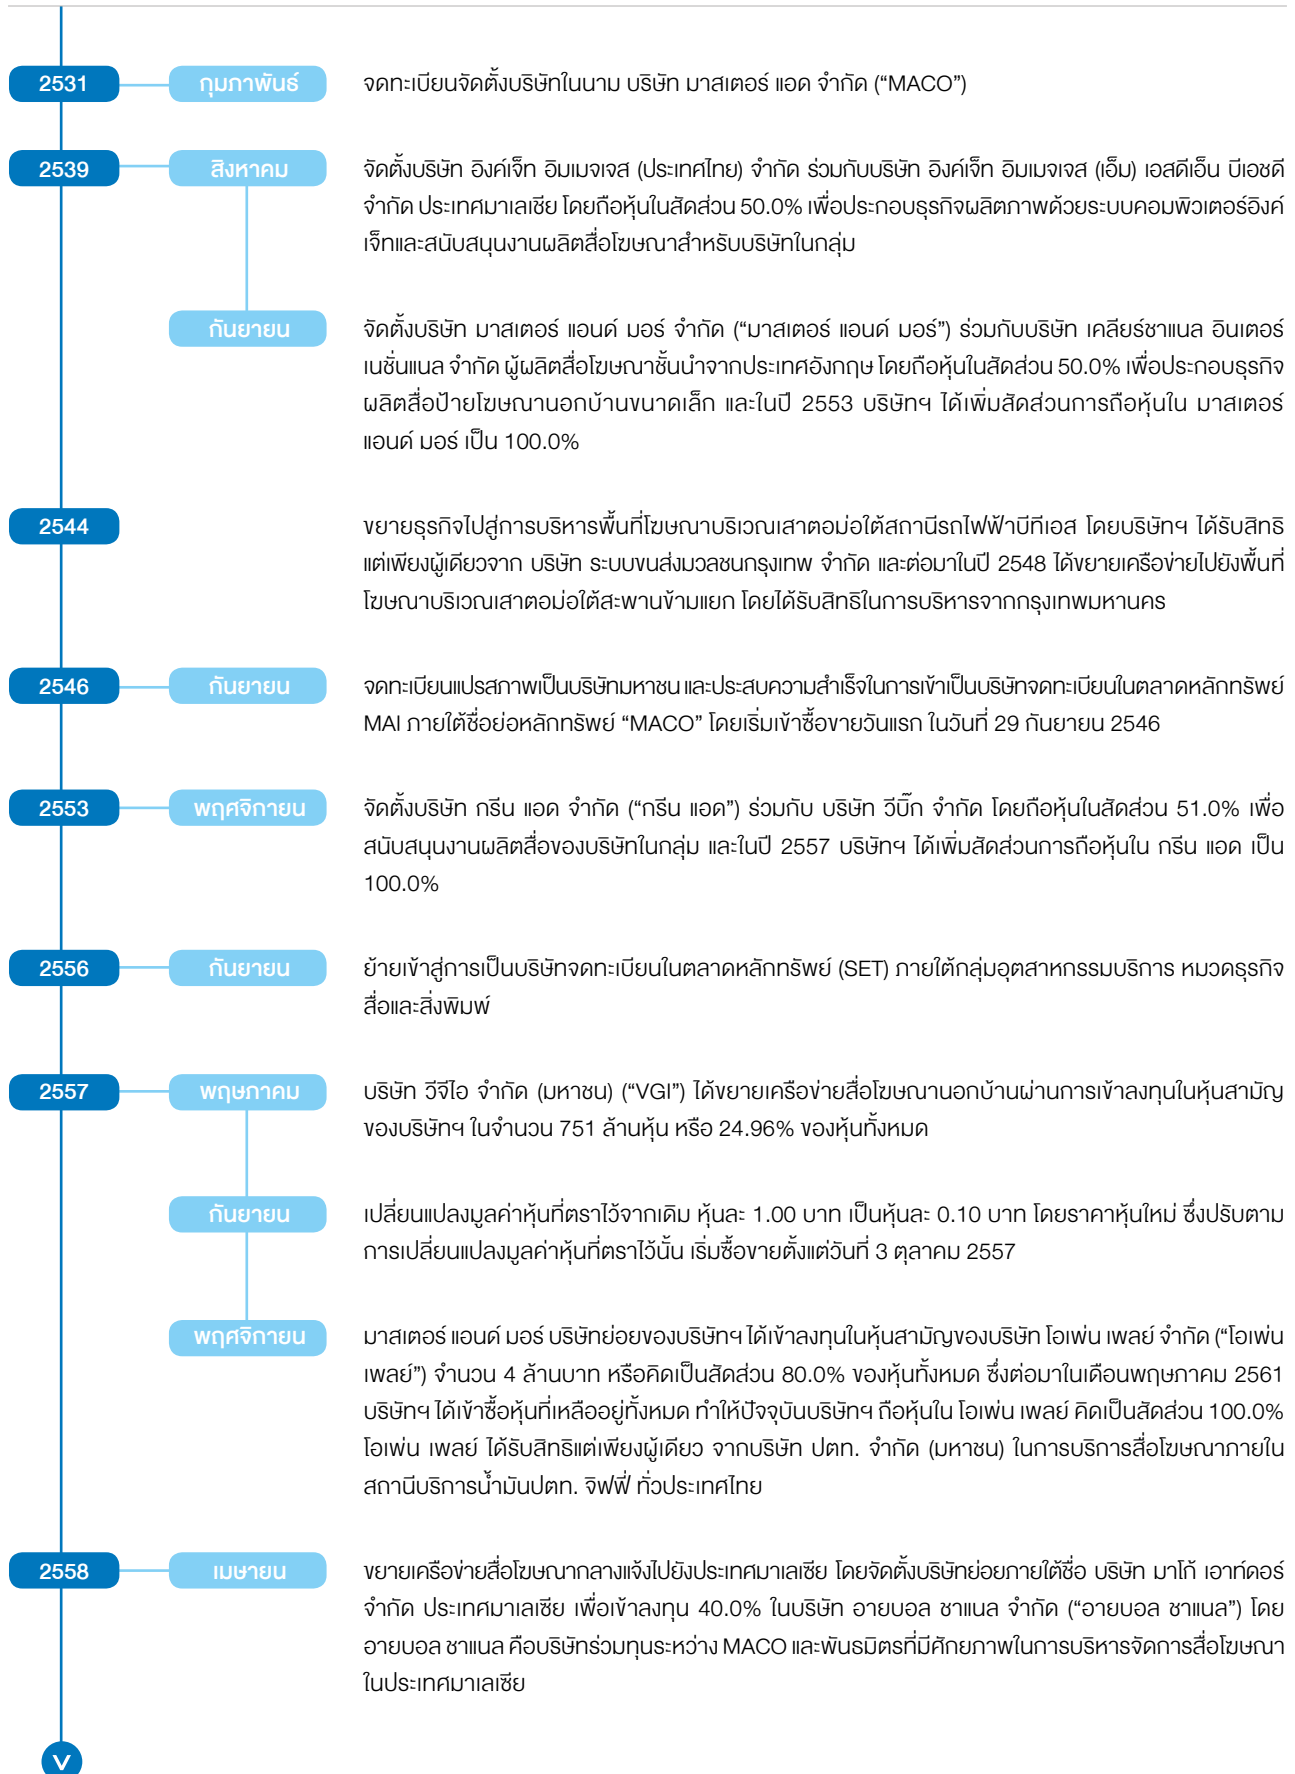 2531
กุมภาพันธ์
จดทะเบียนจัดตั้งบริษัทในนาม บริษัท มาสเตอร์ แอด จำกัด (“MACO”)
2539
สิงหาคม
จัดตั้งบริษัท อิงค์เจ็ท อิมเมจเจส (ประเทศไทย) จำกัด ร่วมกับบริษัท อิงค์เจ็ท อิมเมจเจส (เอ็ม) เอสดีเอ็น บีเอชดี
จำกัด ประเทศมาเลเซีย โดยถือหุ้นในสัดส่วน 50.0% เพื่อประกอบธุรกิจผลิตภาพด้วยระบบคอมพิวเตอร์อิงค์
เจ็ทและสนับสนุนงานผลิตสื่อโฆษณาสำหรับบริษัทในกลุ่ม
กันยายน
จัดตั้งบริษัท มาสเตอร์ แอนด์ มอร์ จำกัด (“มาสเตอร์ แอนด์ มอร์”) ร่วมกับบริษัท เคลียร์ชาแนล อินเตอร์
เนชั่นแนล จำกัด ผู้ผลิตสื่อโฆษณาชั้นนำจากประเทศอังกฤษ โดยถือหุ้นในสัดส่วน 50.0% เพื่อประกอบธุรกิจ
ผลิตสื่อป้ายโฆษณานอกบ้านขนาดเล็ก และในปี 2553 บริษัทฯ ได้เพิ่มสัดส่วนการถือหุ้นใน มาสเตอร์
แอนด์ มอร์ เป็น 100.0%
2544
ขยายธุรกิจไปสู่การบริหารพื้นที่โฆษณาบริเวณเสาตอม่อใต้สถานีรถไฟฟ้าบีทีเอส โดยบริษัทฯ ได้รับสิทธิ
แต่เพียงผู้เดียวจาก บริษัท ระบบขนส่งมวลชนกรุงเทพ จำกัด และต่อมาในปี 2548 ได้ขยายเครือข่ายไปยังพื้นที่
โฆษณาบริเวณเสาตอม่อใต้สะพานข้ามแยก โดยได้รับสิทธิในการบริหารจากกรุงเทพมหานคร
2546
กันยายน
จดทะเบียนแปรสภาพเป็นบริษัทมหาชน และประสบความสำเร็จในการเข้าเป็นบริษัทจดทะเบียนในตลาดหลักทรัพย์
MAI ภายใต้ชื่อย่อหลักทรัพย์ “MACO” โดยเริ่มเข้าซื้อขายวันแรก ในวันที่ 29 กันยายน 2546
2553
พฤศจิกายน
จัดตั้งบริษัท กรีน แอด จำกัด (“กรีน แอด”) ร่วมกับ บริษัท วีบิ๊ก จำกัด โดยถือหุ้นในสัดส่วน 51.0% เพื่อ
สนับสนุนงานผลิตสื่อของบริษัทในกลุ่ม และในปี 2557 บริษัทฯ ได้เพิ่มสัดส่วนการถือหุ้นใน กรีน แอด เป็น
100.0%
2556
กันยายน
ย้ายเข้าสู่การเป็นบริษัทจดทะเบียนในตลาดหลักทรัพย์ (SET) ภายใต้กลุ่มอุตสาหกรรมบริการ หมวดธุรกิจ
สื่อและสิ่งพิมพ์
2557
พฤษภาคม
บริษัท วีจีไอ จำกัด (มหาชน) (“VGI”) ได้ขยายเครือข่ายสื่อโฆษณานอกบ้านผ่านการเข้าลงทุนในหุ้นสามัญ
ของบริษัทฯ ในจำนวน 751 ล้านหุ้น หรือ 24.96% ของหุ้นทั้งหมด
กันยายน
เปลี่ยนแปลงมูลค่าหุ้นที่ตราไว้จากเดิม หุ้นละ 1.00 บาท เป็นหุ้นละ 0.10 บาท โดยราคาหุ้นใหม่ ซึ่งปรับตาม
การเปลี่ยนแปลงมูลค่าหุ้นที่ตราไว้นั้น เริ่มซื้อขายตั้งแต่วันที่ 3 ตุลาคม 2557
พฤศจิกายน
มาสเตอร์ แอนด์ มอร์ บริษัทย่อยของบริษัทฯ ได้เข้าลงทุนในหุ้นสามัญของบริษัท โอเพ่น เพลย์ จำกัด (“โอเพ่น
เพลย์”) จำนวน 4 ล้านบาท หรือคิดเป็นสัดส่วน 80.0% ของหุ้นทั้งหมด ซึ่งต่อมาในเดือนพฤษภาคม 2561
บริษัทฯ ได้เข้าซื้อหุ้นที่เหลืออยู่ทั้งหมด ทำให้ปัจจุบันบริษัทฯ ถือหุ้นใน โอเพ่น เพลย์ คิดเป็นสัดส่วน 100.0%
โอเพ่น เพลย์ ได้รับสิทธิแต่เพียงผู้เดียว จากบริษัท ปตท. จำกัด (มหาชน) ในการบริการสื่อโฆษณาภายใน
สถานีบริการน้ำมันปตท. จิฟฟี่ ทั่วประเทศไทย
2558
เมษายน
ขยายเครือข่ายสื่อโฆษณากลางแจ้งไปยังประเทศมาเลเซีย โดยจัดตั้งบริษัทย่อยภายใต้ชื่อ บริษัท มาโก้ เอาท์ดอร์
จำกัด ประเทศมาเลเซีย เพื่อเข้าลงทุน 40.0% ในบริษัท อายบอล ชาแนล จำกัด (“อายบอล ชาแนล”) โดย
อายบอล ชาแนล คือบริษัทร่วมทุนระหว่าง MACO และพันธมิตรที่มีศักยภาพในการบริหารจัดการสื่อโฆษณา
ในประเทศมาเลเซีย